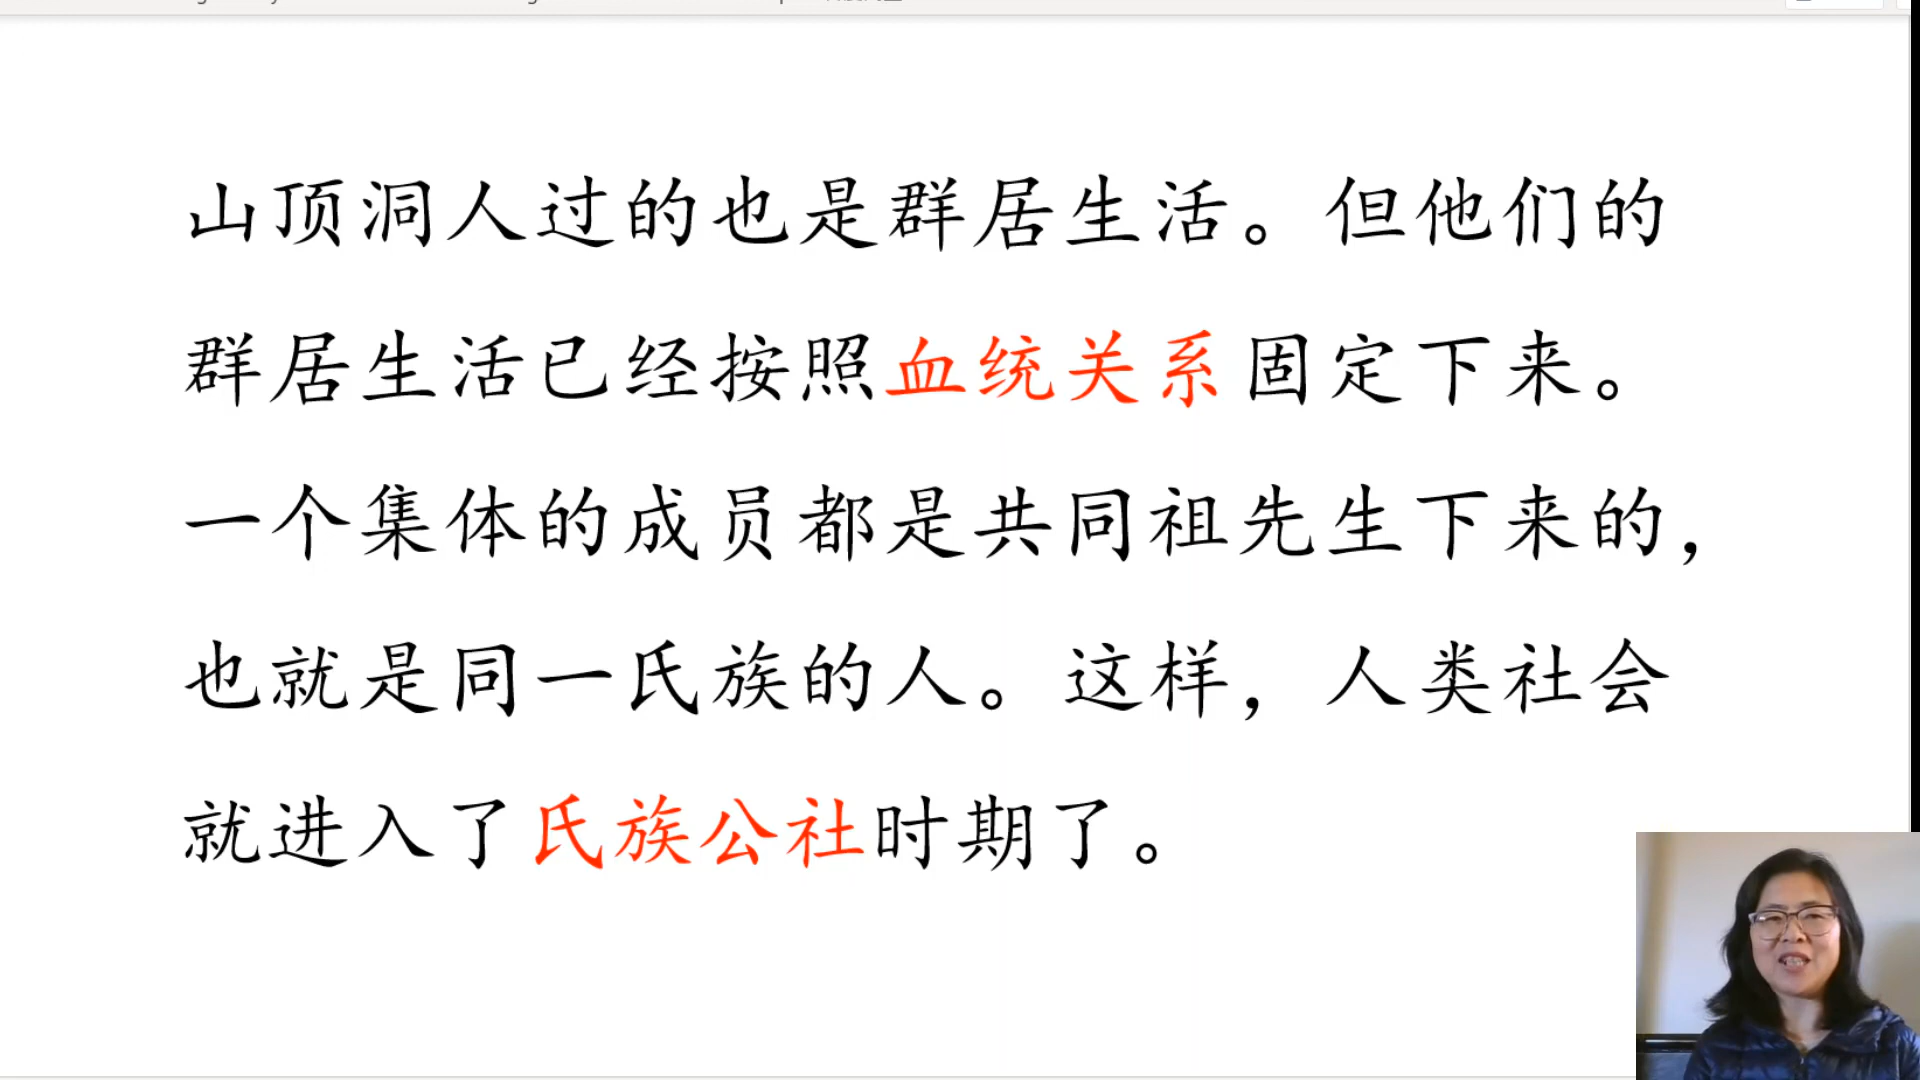 山顶洞人过的也是群居生活。但他们的
群居生活已经按照血统关系固定下来。
一个集体的成员都是共同祖先生下来的，
也就是同一氏族的人。这样，人类社会
就进入了氏族公社时期了。